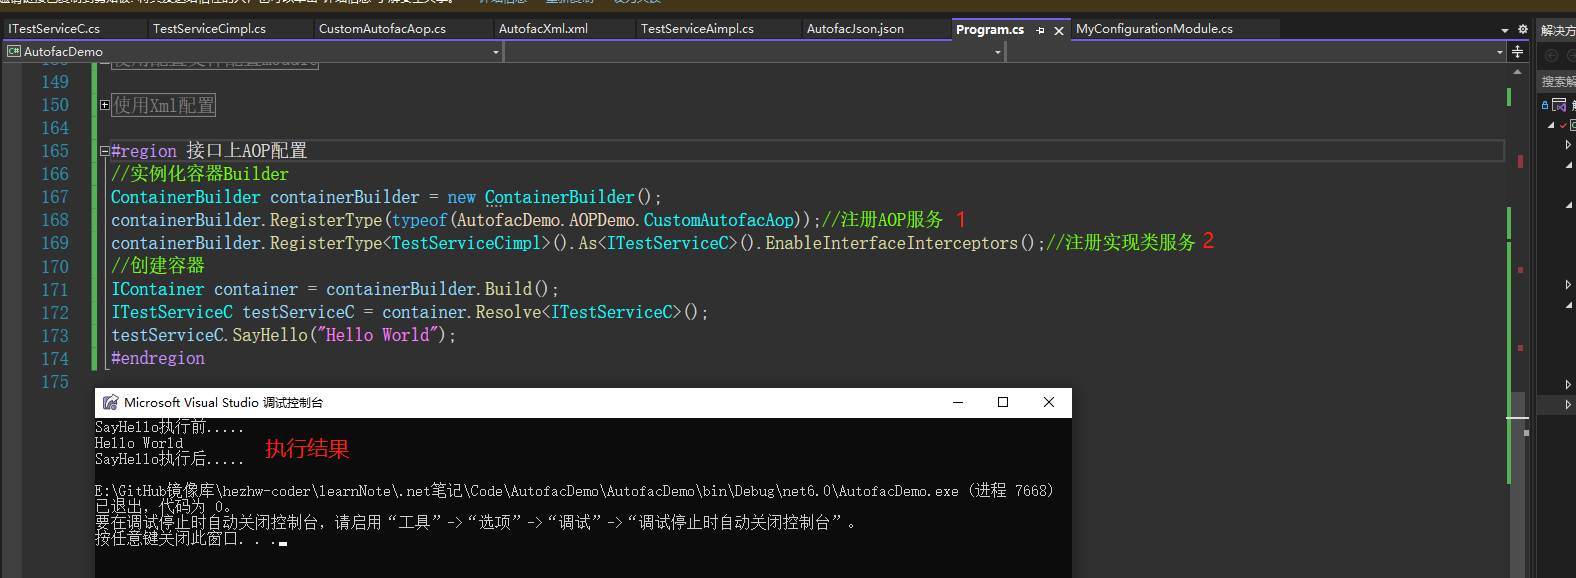 ITestServiceC.cs TestServiceCimpl.cs CustomAutofacAop.cs AutofacXml.xml TestServiceAimpl.cs AutofacJson.json Program.cs MyConfigurationModule.cs 解决方
C# AutofacDemo
搜索解
149
150 使用Xml配置
164
165 #region 接口上AOP配置
166 //实例化容器Builder
167 ContainerBuilder containerBuilder = new ContainerBuilder();
168 containerBuilder.RegisterType(typeof(AutofacDemo.AOPDemo.CustomAutofacAop));//注册AOP服务 1
169 containerBuilder.RegisterType<TestServiceCimpl>().As<ITestServiceC>().EnableInterfaceInterceptors();//注册实现类服务 2
170 //创建容器
171 IContainer container = containerBuilder.Build();
172 ITestServiceC testServiceC = container.Resolve<ITestServiceC>();
173 testServiceC.SayHello("Hello World");
174 #endregion
175
Microsoft Visual Studio 调试控制台
SayHello执行前.....
Hello World
SayHello执行后.....
执行结果
E:\GitHub镜像库\hezhw-coder\learnNote\.net笔记\Code\AutofacDemo\AutofacDemo\bin\Debug\net6.0\AutofacDemo.exe (进程 7668)
已退出，代码为 0。
要在调试停止时自动关闭控制台，请启用“工具”->“选项”->“调试”->“调试停止时自动关闭控制台”。
按任意键关闭此窗口. . .